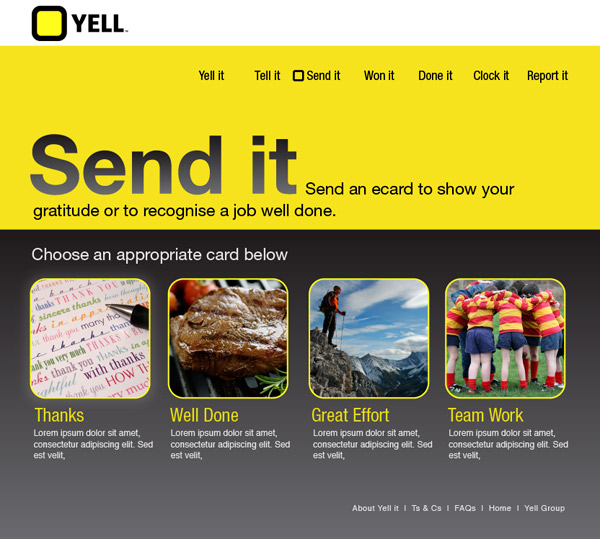 YELL™
Yell it Tell it Send it Won it Done it Clock it Report it
Send it Send an ecard to show your
gratitude or to recognise a job well done.
Choose an appropriate card below
Thanks
Lorem ipsum dolor sit amet,
consectetur adipiscing elit. Sed
est velit,
Well Done
Lorem ipsum dolor sit amet,
consectetur adipiscing elit. Sed
est velit,
Great Effort
Lorem ipsum dolor sit amet,
consectetur adipiscing elit. Sed
est velit,
Team Work
Lorem ipsum dolor sit amet,
consectetur adipiscing elit. Sed
est velit,
About Yell it | Ts & Cs | FAQs | Home | Yell Group